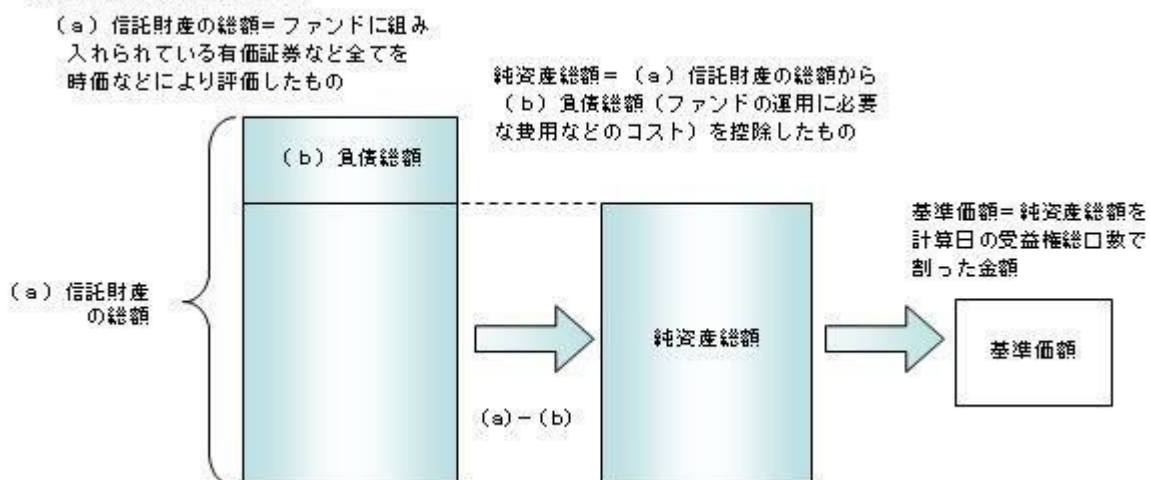 (a)信託財産の総額=ファンドに組み
入れられている有価証券など全てを
時価などにより評価したもの
純資産総額=(a)信託財産の総額から
(b)負債総額(ファンドの運用に必要
な費用などのコスト)を控除したもの
(b)負債総額
基準価額=純資産総額を
計算日の受益権総口数で
割った金額
(a)信託財産
の総額
純資産総額
基準価額
(a)-(b)